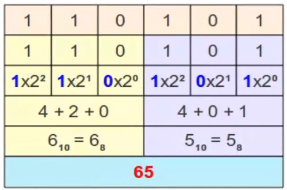 1 1 0 1 0 1
1 1 0 1 0 1
1x2² 1x2¹ 0x2⁰ 1x2² 0x2¹ 1x2⁰
4 + 2 + 0 4 + 0 + 1
6₁₀ = 6₈ 5₁₀ = 5₈
65